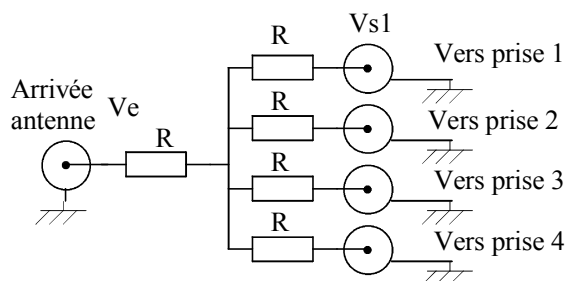 Vs1
R
Vers prise 1
Arrivée
antenne
Ve
R
R
Vers prise 2
R
Vers prise 3
R
Vers prise 4